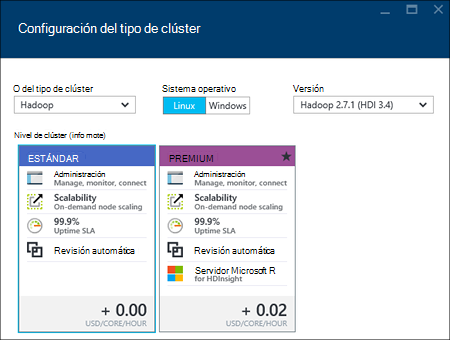 Configuración del tipo de clúster
O del tipo de clúster Sistema operativo Versión
Hadoop Linux Windows Hadoop 2.7.1 (HDI 3.4)
Nivel de clúster (info mote)
ESTÁNDAR
Administración
Manage, monitor, connect
Scalability
On-demand node scaling
99.9%
Uptime SLA
Revisión automática
+ 0.00
USD/CORE/HOUR
PREMIUM
Administración
Manage, monitor, connect
Scalability
On-demand node scaling
99.9%
Uptime SLA
Revisión automática
Servidor Microsoft R
for HDInsight
+ 0.02
USD/CORE/HOUR